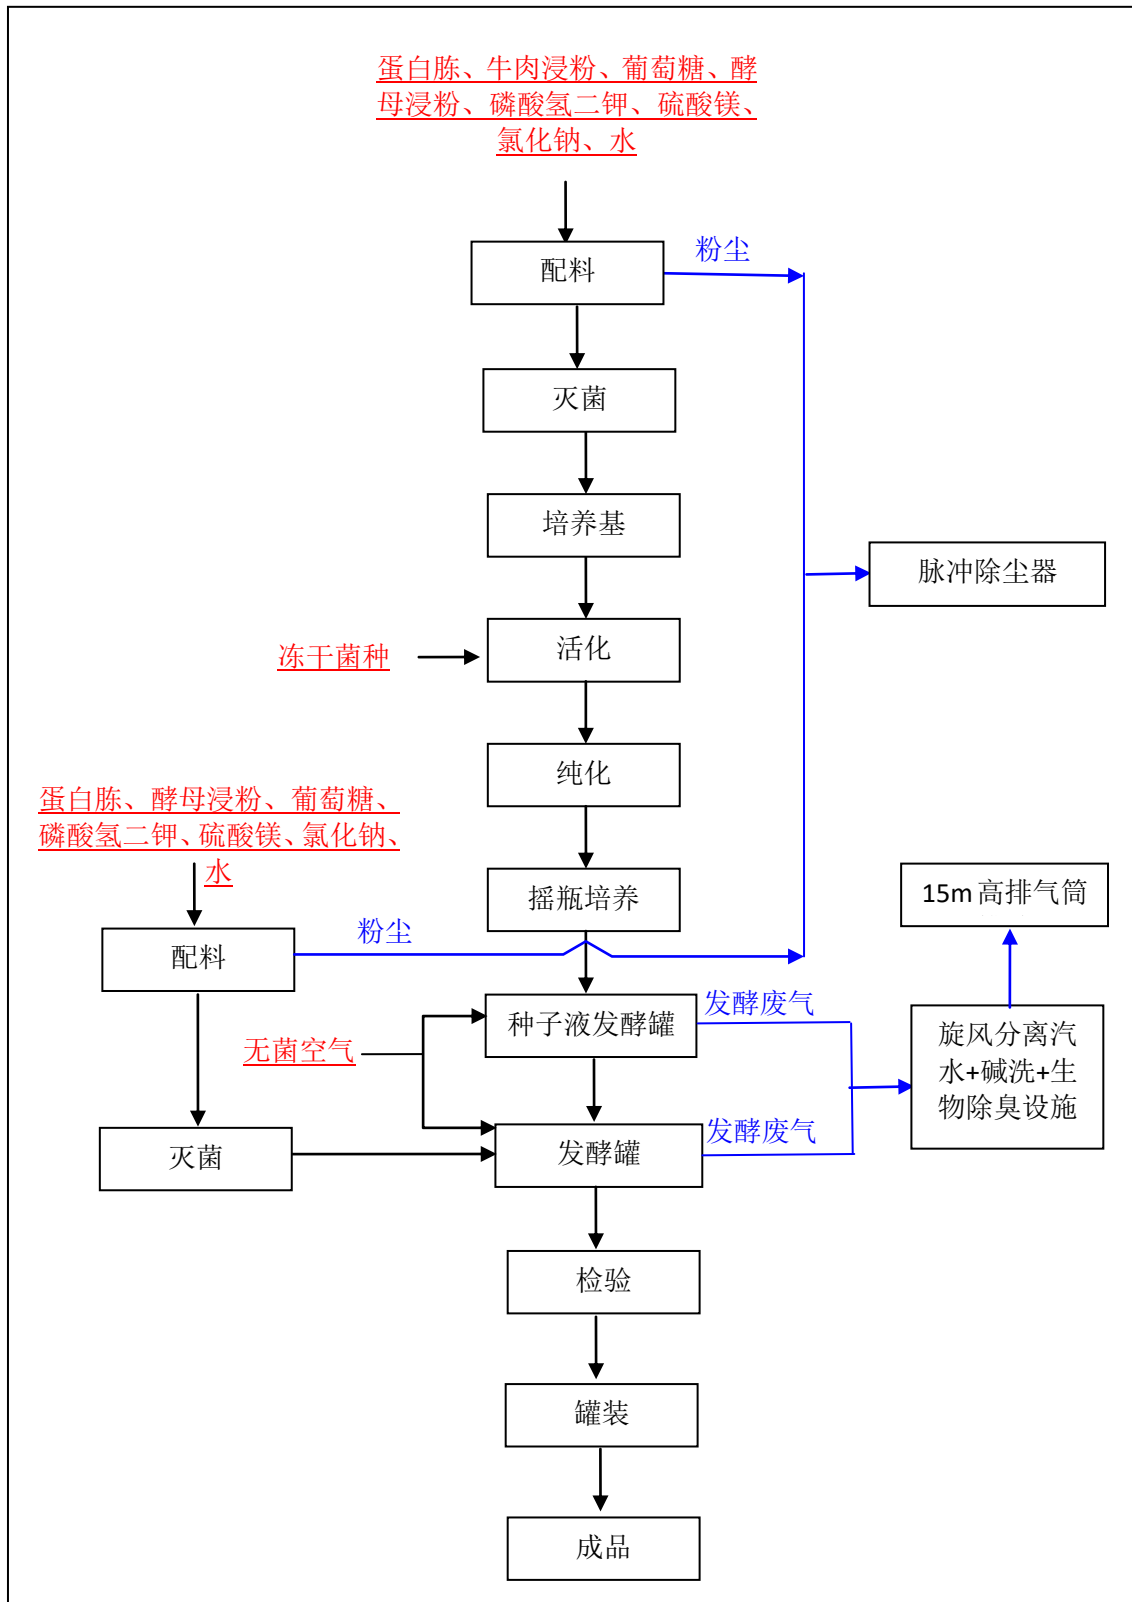 蛋白胨、牛肉浸粉、葡萄糖、酵
母浸粉、磷酸氢二钾、硫酸镁、
氯化钠、水
粉尘
配料
灭菌
培养基
脉冲除尘器
活化
冻干菌种
纯化
蛋白胨、酵母浸粉、葡萄糖、
磷酸氢二钾、硫酸镁、氯化钠、
水
摇瓶培养
15m 高排气筒
粉尘
配料
发酵废气
种子液发酵罐
无菌空气
旋风分离汽
水+碱洗+生
物除臭设施
发酵废气
灭菌
发酵罐
检验
罐装
成品